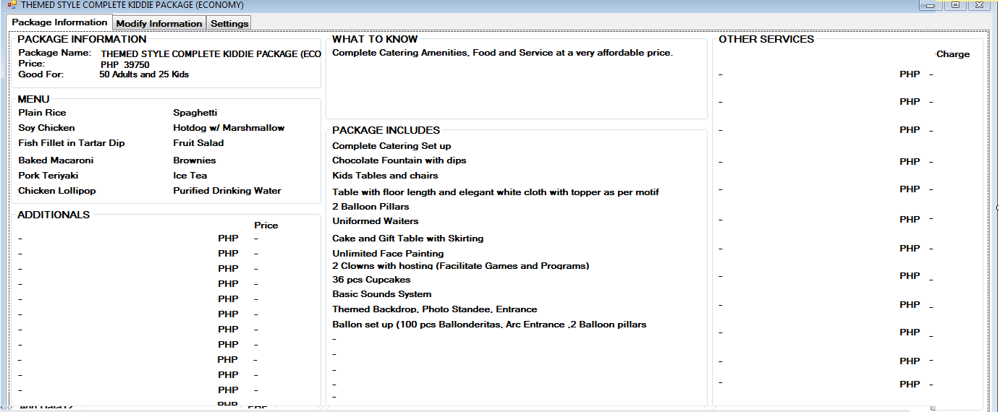 THEMED STYLE COMPLETE KIDDIE PACKAGE (ECONOMY)
Package Information Modify Information Settings
PACKAGE INFORMATION
Package Name: THEMED STYLE COMPLETE KIDDIE PACKAGE (ECO
Price: PHP 39750
Good For: 50 Adults and 25 Kids
MENU
Plain Rice Spaghetti
Soy Chicken Hotdog w/ Marshmallow
Fish Fillet in Tartar Dip Fruit Salad
Baked Macaroni Brownies
Pork Teriyaki Ice Tea
Chicken Lollipop Purified Drinking Water
ADDITIONALS
Price
- PHP -
- PHP -
- PHP -
- PHP -
- PHP -
- PHP -
- PHP -
- PHP -
- PHP -
- PHP -
- PHP -
PHP
PHP
WHAT TO KNOW
Complete Catering Amenities, Food and Service at a very affordable price.
PACKAGE INCLUDES
Complete Catering Set up
Chocolate Fountain with dips
Kids Tables and chairs
Table with floor length and elegant white cloth with topper as per motif
2 Balloon Pillars
Uniformed Waiters
Cake and Gift Table with Skirting
Unlimited Face Painting
2 Clowns with hosting (Facilitate Games and Programs)
36 pcs Cupcakes
Basic Sounds System
Themed Backdrop, Photo Standee, Entrance
Ballon set up (100 pcs Ballonderitas, Arc Entrance ,2 Balloon pillars
-
-
-
-
-
OTHER SERVICES
Charge
- PHP -
- PHP -
- PHP -
- PHP -
- PHP -
- PHP -
- PHP -
- PHP -
- PHP -
- PHP -
- PHP -
- PHP -